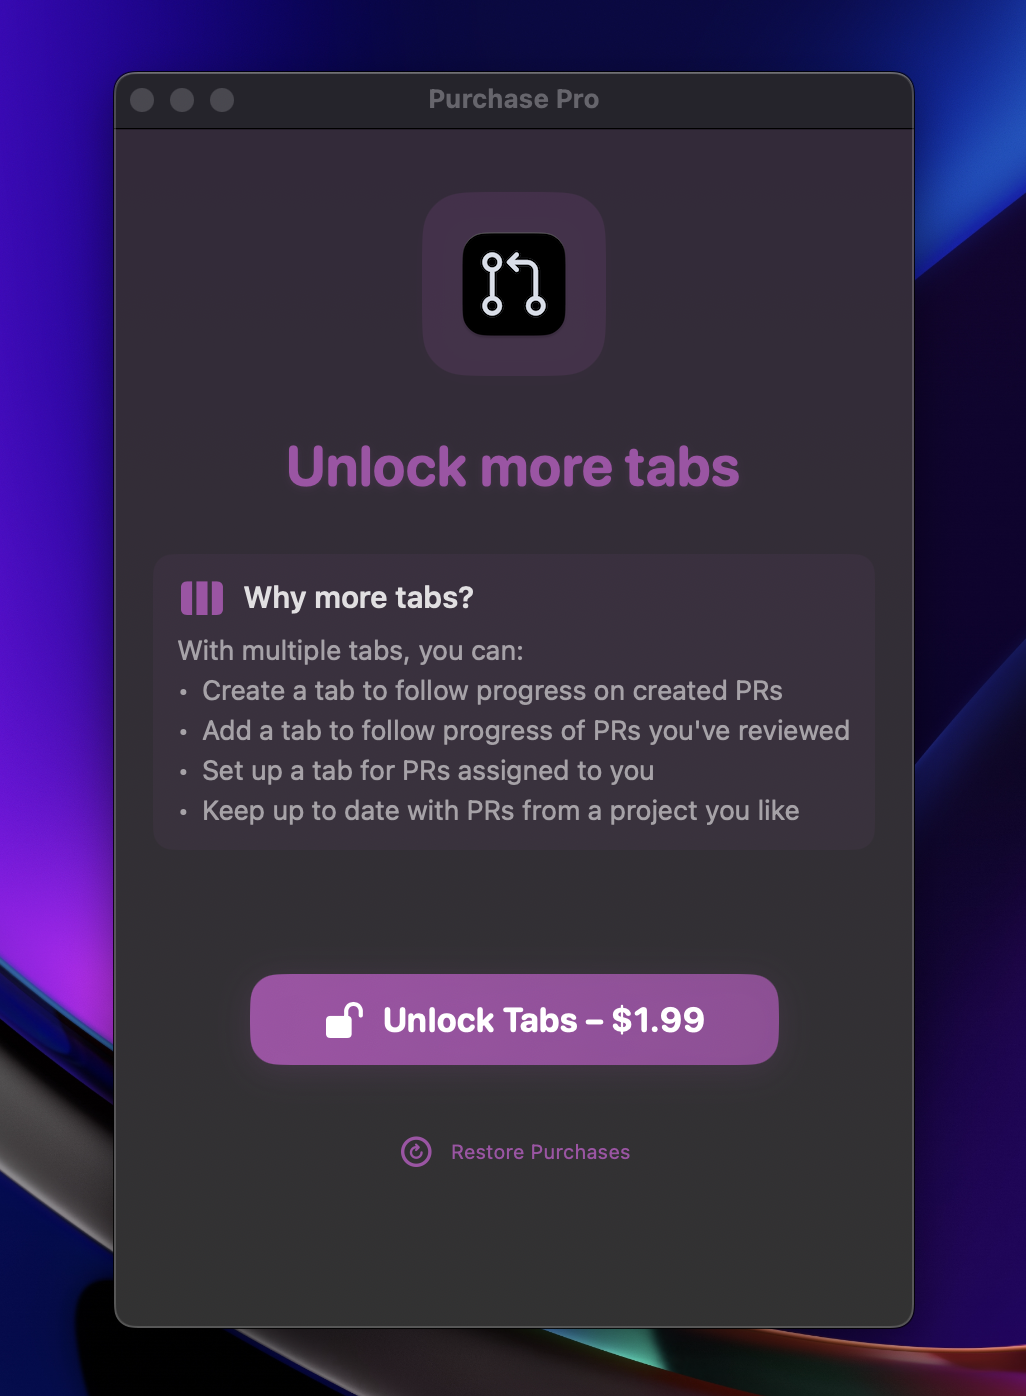 Purchase Pro
Unlock more tabs
Why more tabs?
With multiple tabs, you can:
• Create a tab to follow progress on created PRs
• Add a tab to follow progress of PRs you've reviewed
• Set up a tab for PRs assigned to you
• Keep up to date with PRs from a project you like
Unlock Tabs – $1.99
Restore Purchases